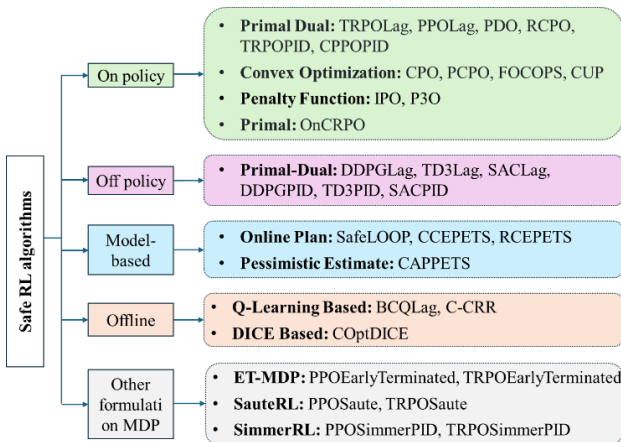 Safe RL algorithms
On policy
• Primal Dual: TRPOLag, PPOLag, PDO, RCPO,
TRPOPID, CPPOPID
• Convex Optimization: CPO, PCPO, FOCOPS, CUP
• Penalty Function: IPO, P3O
• Primal: OnCRPO
Off policy
• Primal-Dual: DDPGLag, TD3Lag, SACLag,
DDPGPID, TD3PID, SACPID
Model-
based
• Online Plan: SafeLOOP, CCEPETS, RCEPETS
• Pessimistic Estimate: CAPPETS
Offline
• Q-Learning Based: BCQLag, C-CRR
• DICE Based: COptDICE
Other
formulati
on MDP
• ET-MDP: PPOEarlyTerminated, TRPOEarlyTerminated
• SauteRL: PPOSaute, TRPOSaute
• SimmerRL: PPOSimmerPID, TRPOSimmerPID